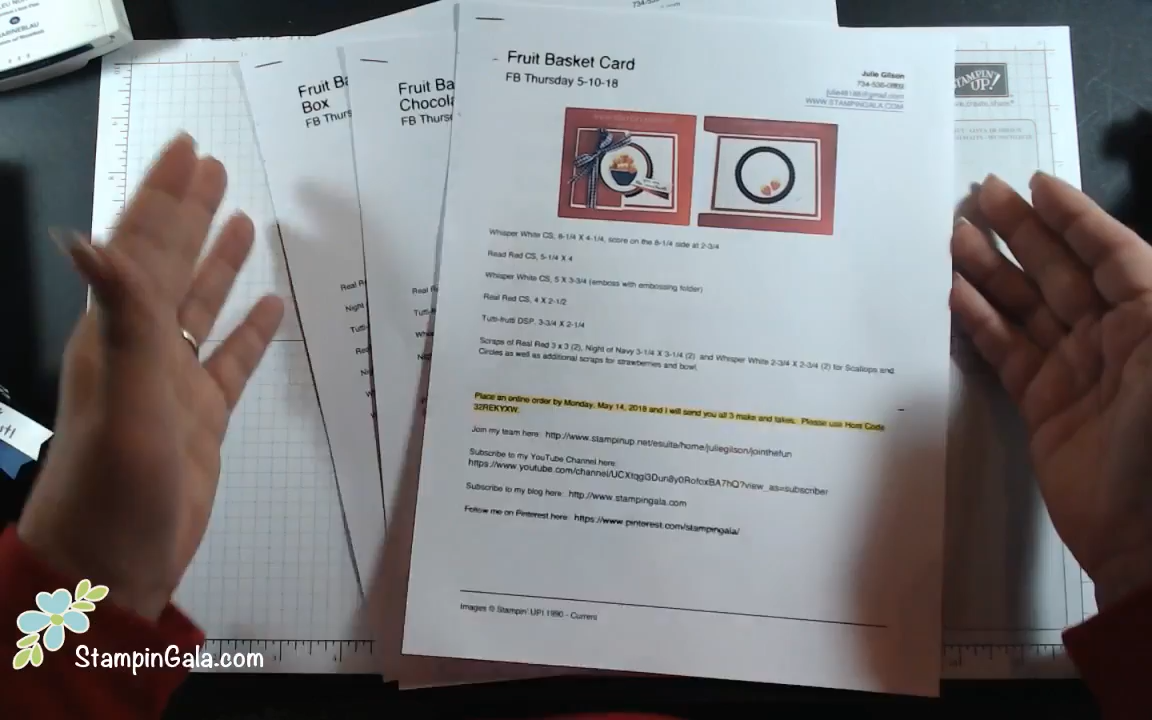 ARINEBLAU
Fruit Ba
Box
FB Thurs
Fruit Ba
Chocola
FB Thurs
Fruit Basket Card
FB Thursday 5-10-18
Julie Gilson
WWW.STAMPINGALA.COM
STAMPIN'
UP!
Whisper White CS, 8-1/4 X 4-1/4, score on the 8-1/4 side at 2-3/4
Read Red CS, 5-1/4 X 4
Whisper White CS, 5 X 3-3/4 (emboss with embossing folder)
Real Red CS, 4 X 2-1/2
Tutti-frutti DSP, 3-3/4 X 2-1/4
Scraps of Real Red 3 x 3 (2), Night of Navy 3-1/4 X 3-1/4 (2) and Whisper White 2-3/4 X 2-3/4 (2) for Scallops and
Circles as well as additional scraps for strawberries and bowl.
Real R
Night
Tutti-
Real R
Tutti-
Place an online order by Monday, May 14, 2018 and I will send you all 3 make and takes. Please use Host Code
32REKYXW.
Join my team here: http://www.stampinup.net/esuite/home/juliegilson/jointhefun
Subscribe to my YouTube Channel here:
Subscribe to my blog here: http://www.stampingala.com
Follow me on Pinterest here: https://www.pinterest.com/stampingala/
Images © Stampin' UP! 1990 - Current
StampinGala.com